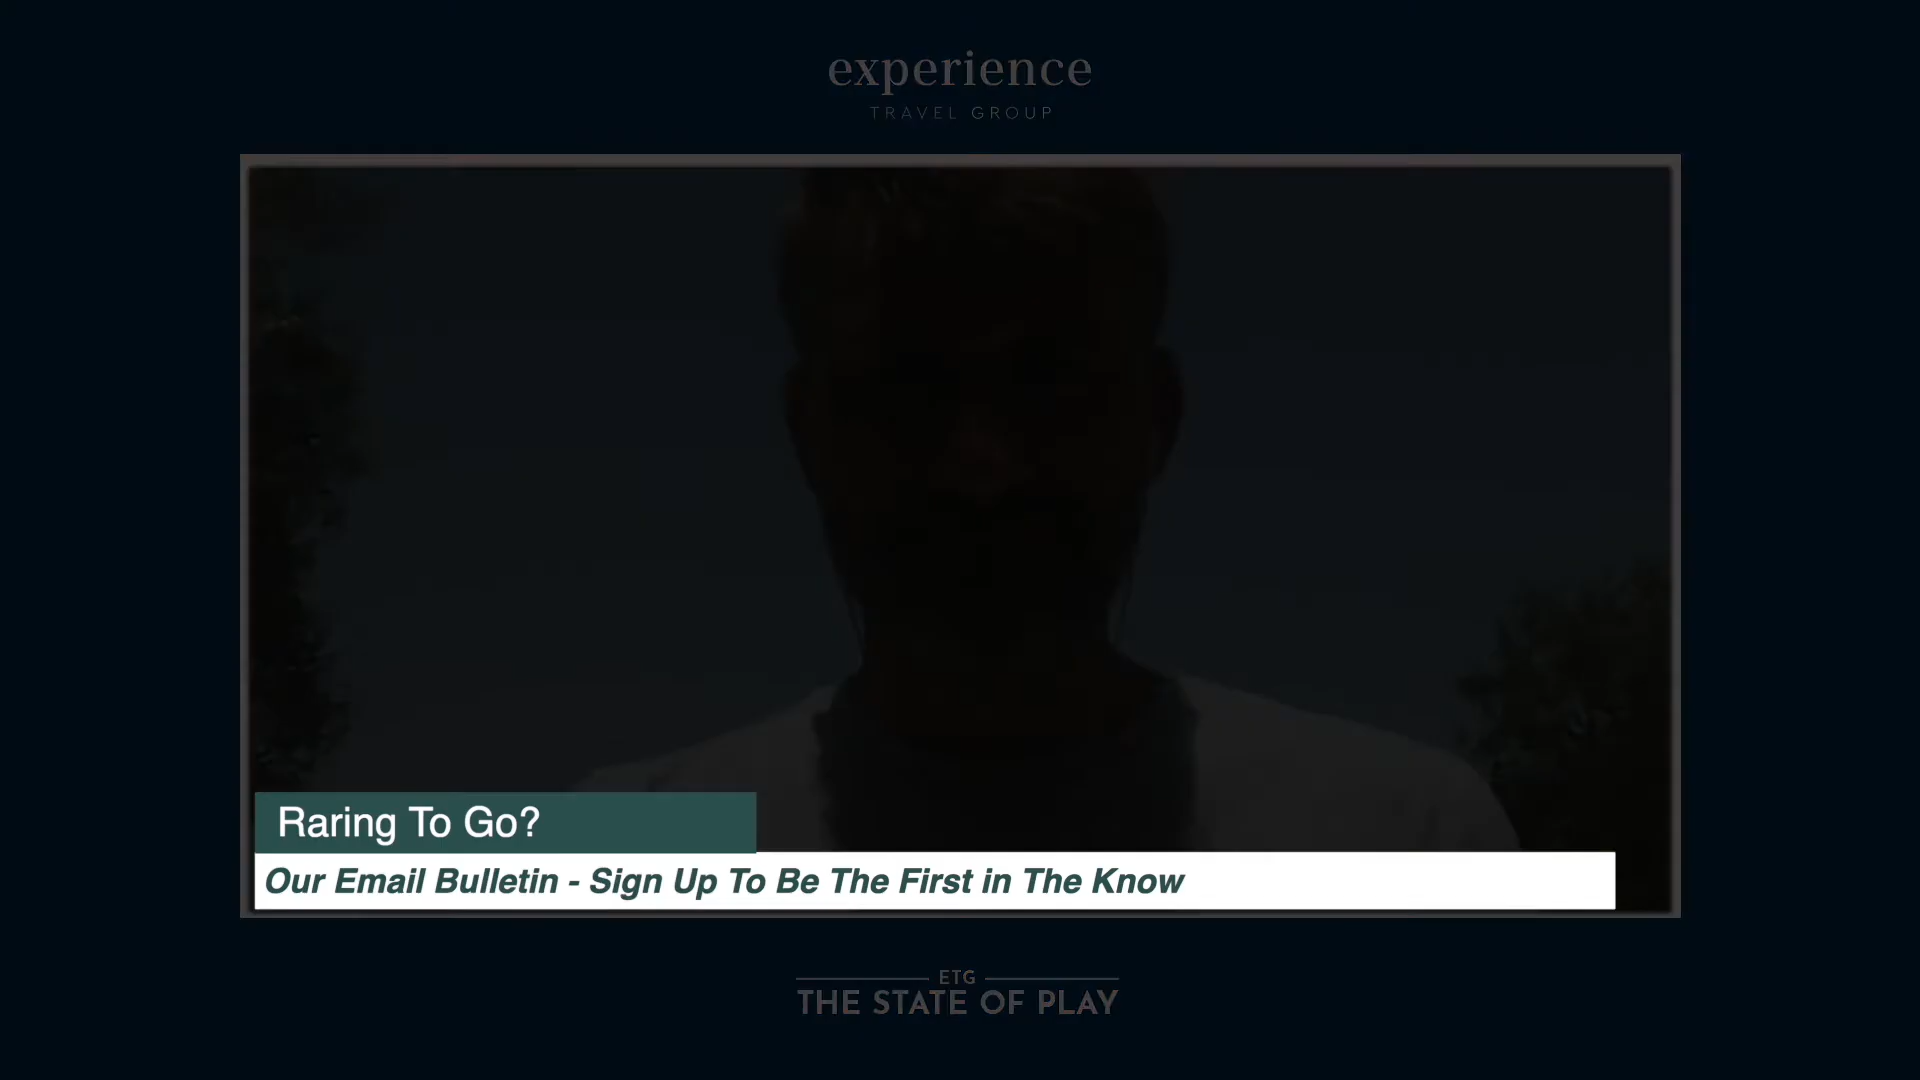 experience
TRAVEL GROUP
Raring To Go?
Our Email Bulletin - Sign Up To Be The First in The Know
ETG
THE STATE OF PLAY